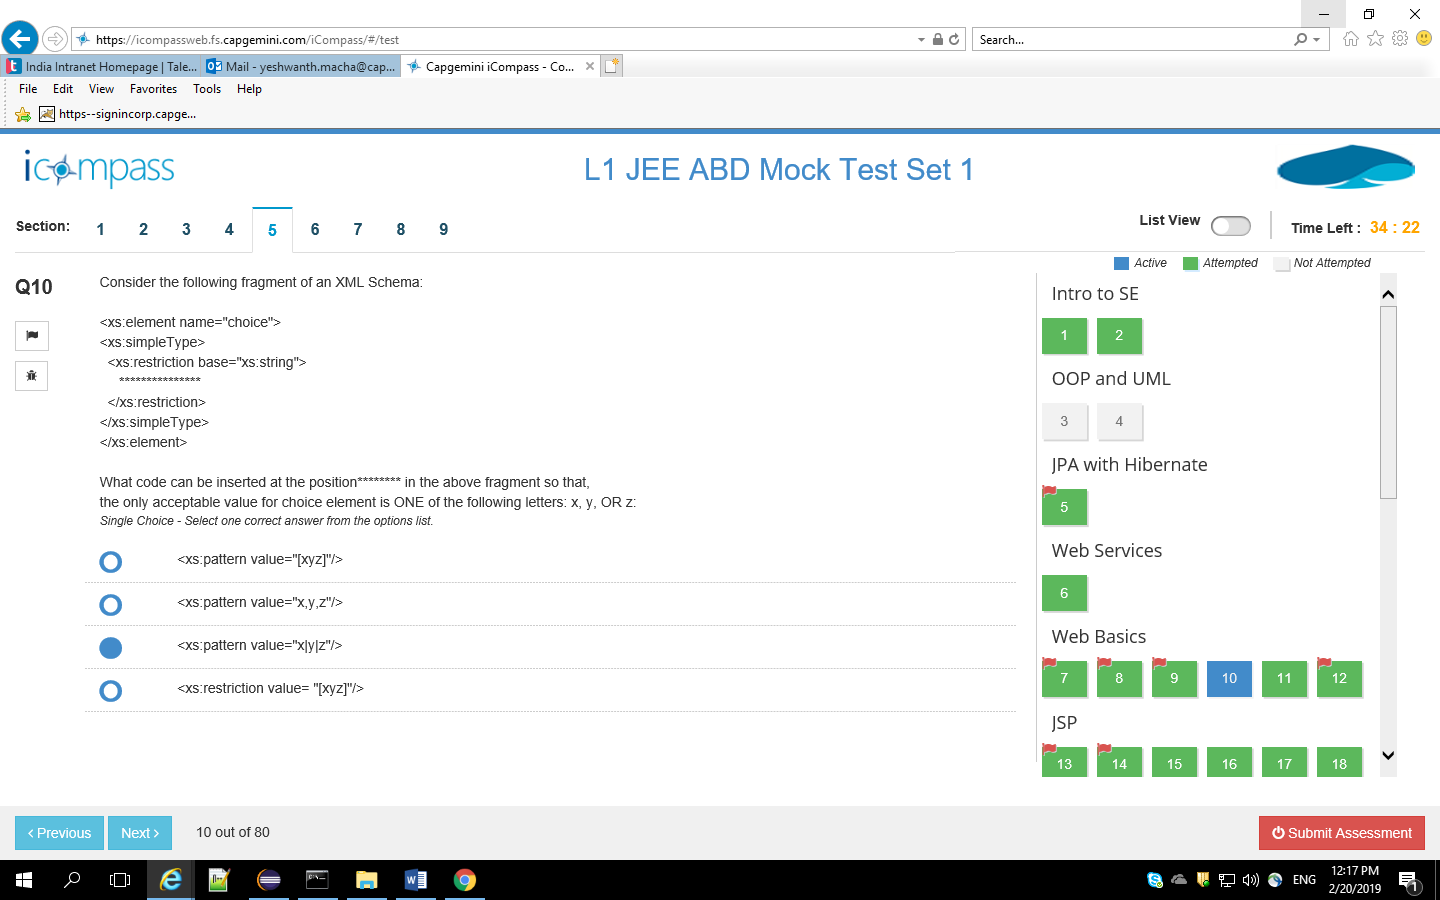 https://icompassweb.fs.capgemini.com/iCompass/#/test
Search...
India Intranet Homepage | Tale...
Mail - yeshwanth.macha@cap...
Capgemini iCompass - Co...
File Edit View Favorites Tools Help
https--signincorp.capge...
icompass
L1 JEE ABD Mock Test Set 1
Section: 1 2 3 4 5 6 7 8 9
List View
Time Left : 34 : 22
Active Attempted Not Attempted
Q10
Consider the following fragment of an XML Schema:
<xs:element name="choice">
<xs:simpleType>
<xs:restriction base="xs:string">
***************
</xs:restriction>
</xs:simpleType>
</xs:element>
What code can be inserted at the position******** in the above fragment so that,
the only acceptable value for choice element is ONE of the following letters: x, y, OR z:
Single Choice - Select one correct answer from the options list.
<xs:pattern value="[xyz]"/>
<xs:pattern value="x,y,z"/>
<xs:pattern value="x|y|z"/>
<xs:restriction value= "[xyz]"/>
Intro to SE
1 2
OOP and UML
3 4
JPA with Hibernate
5
Web Services
6
Web Basics
7 8 9 10 11 12
JSP
13 14 15 16 17 18
Previous
Next
10 out of 80
Submit Assessment
ENG
12:17 PM
2/20/2019
1